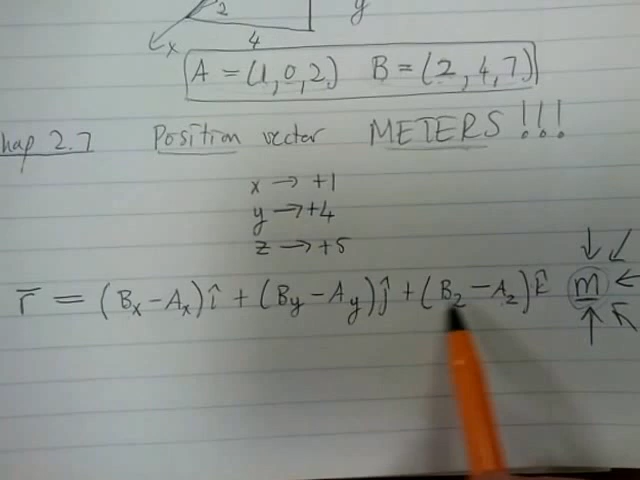 2
y
x
4
A = (1, 0, 2) B = (2, 4, 7)
hap 2.7 Position vector METERS!!!
x → +1
y → +4
z → +5
r̄ = (Bx - Ax) î + (By - Ay) ĵ + (Bz - Az) k̂ m